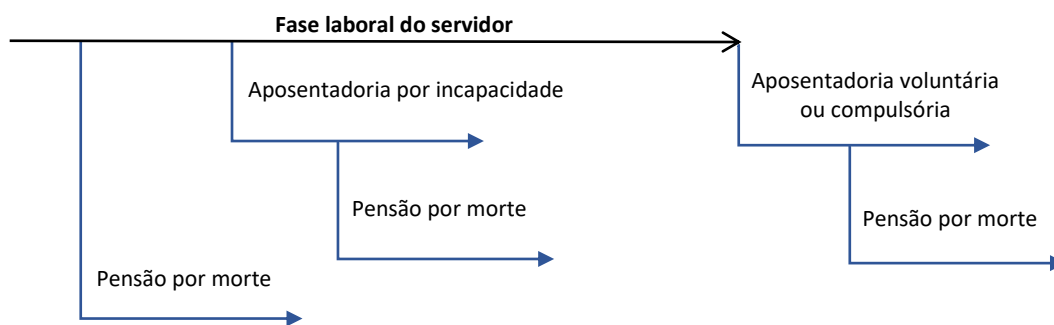 Fase laboral do servidor
Aposentadoria por incapacidade
Aposentadoria voluntária
ou compulsória
Pensão por morte
Pensão por morte
Pensão por morte